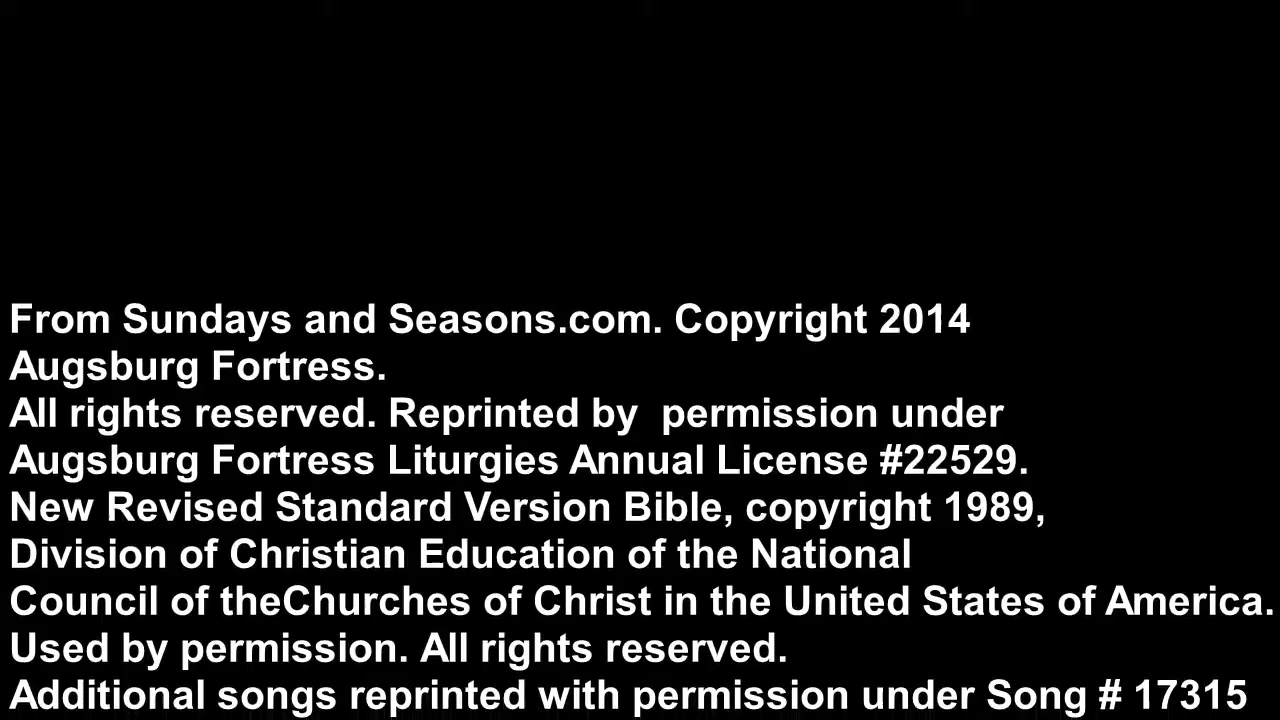 From Sundays and Seasons.com. Copyright 2014
Augsburg Fortress.
All rights reserved. Reprinted by  permission under
Augsburg Fortress Liturgies Annual License #22529.
New Revised Standard Version Bible, copyright 1989,
Division of Christian Education of the National
Council of theChurches of Christ in the United States of America.
Used by permission. All rights reserved.
Additional songs reprinted with permission under Song # 17315